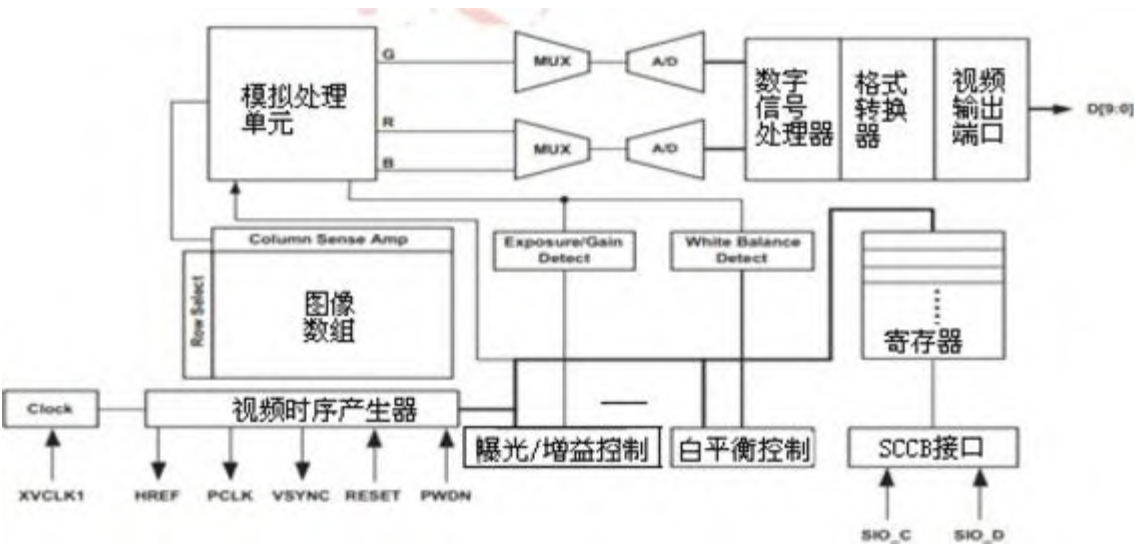 模拟处理
单元
G
R
B
MUX
A/D
MUX
A/D
数字
信号
处理器
格式
转换
器
视频
输出
端口
D[9:0]
Column Sense Amp
Row Select
图像
数组
Exposure/Gain
Detect
White Balance
Detect
寄存器
Clock
视频时序产生器
曝光/增益控制
白平衡控制
SCCB接口
XVCLK1
HREF
PCLK
VSYNC
RESET
PWDN
SIO_C
SIO_D